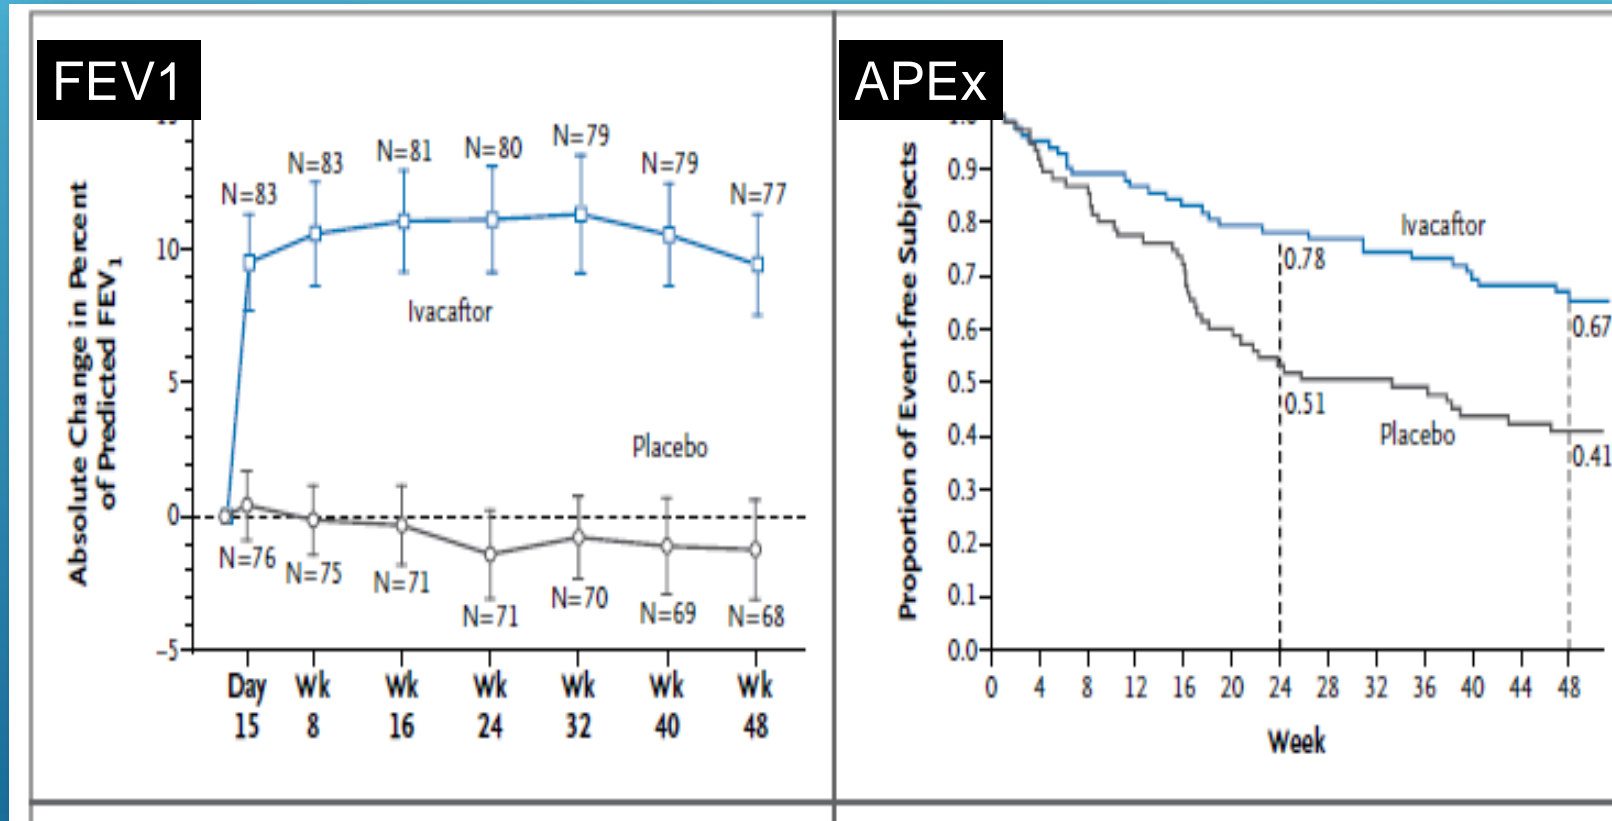 FEV1
N=83
N=83
N=81
N=80
N=79
N=79
N=77
10
5
0
−5
Absolute Change in Percent
of Predicted FEV1
Ivacaftor
Placebo
N=76
N=75
N=71
N=71
N=70
N=69
N=68
Day Wk Wk Wk Wk Wk Wk
15 8 16 24 32 40 48
APEx
Proportion of Event-free Subjects
0.9
0.8
0.7
0.6
0.5
0.4
0.3
0.2
0.1
0.0
Ivacaftor
0.78
0.67
0.51
Placebo
0.41
0 4 8 12 16 20 24 28 32 36 40 44 48
Week